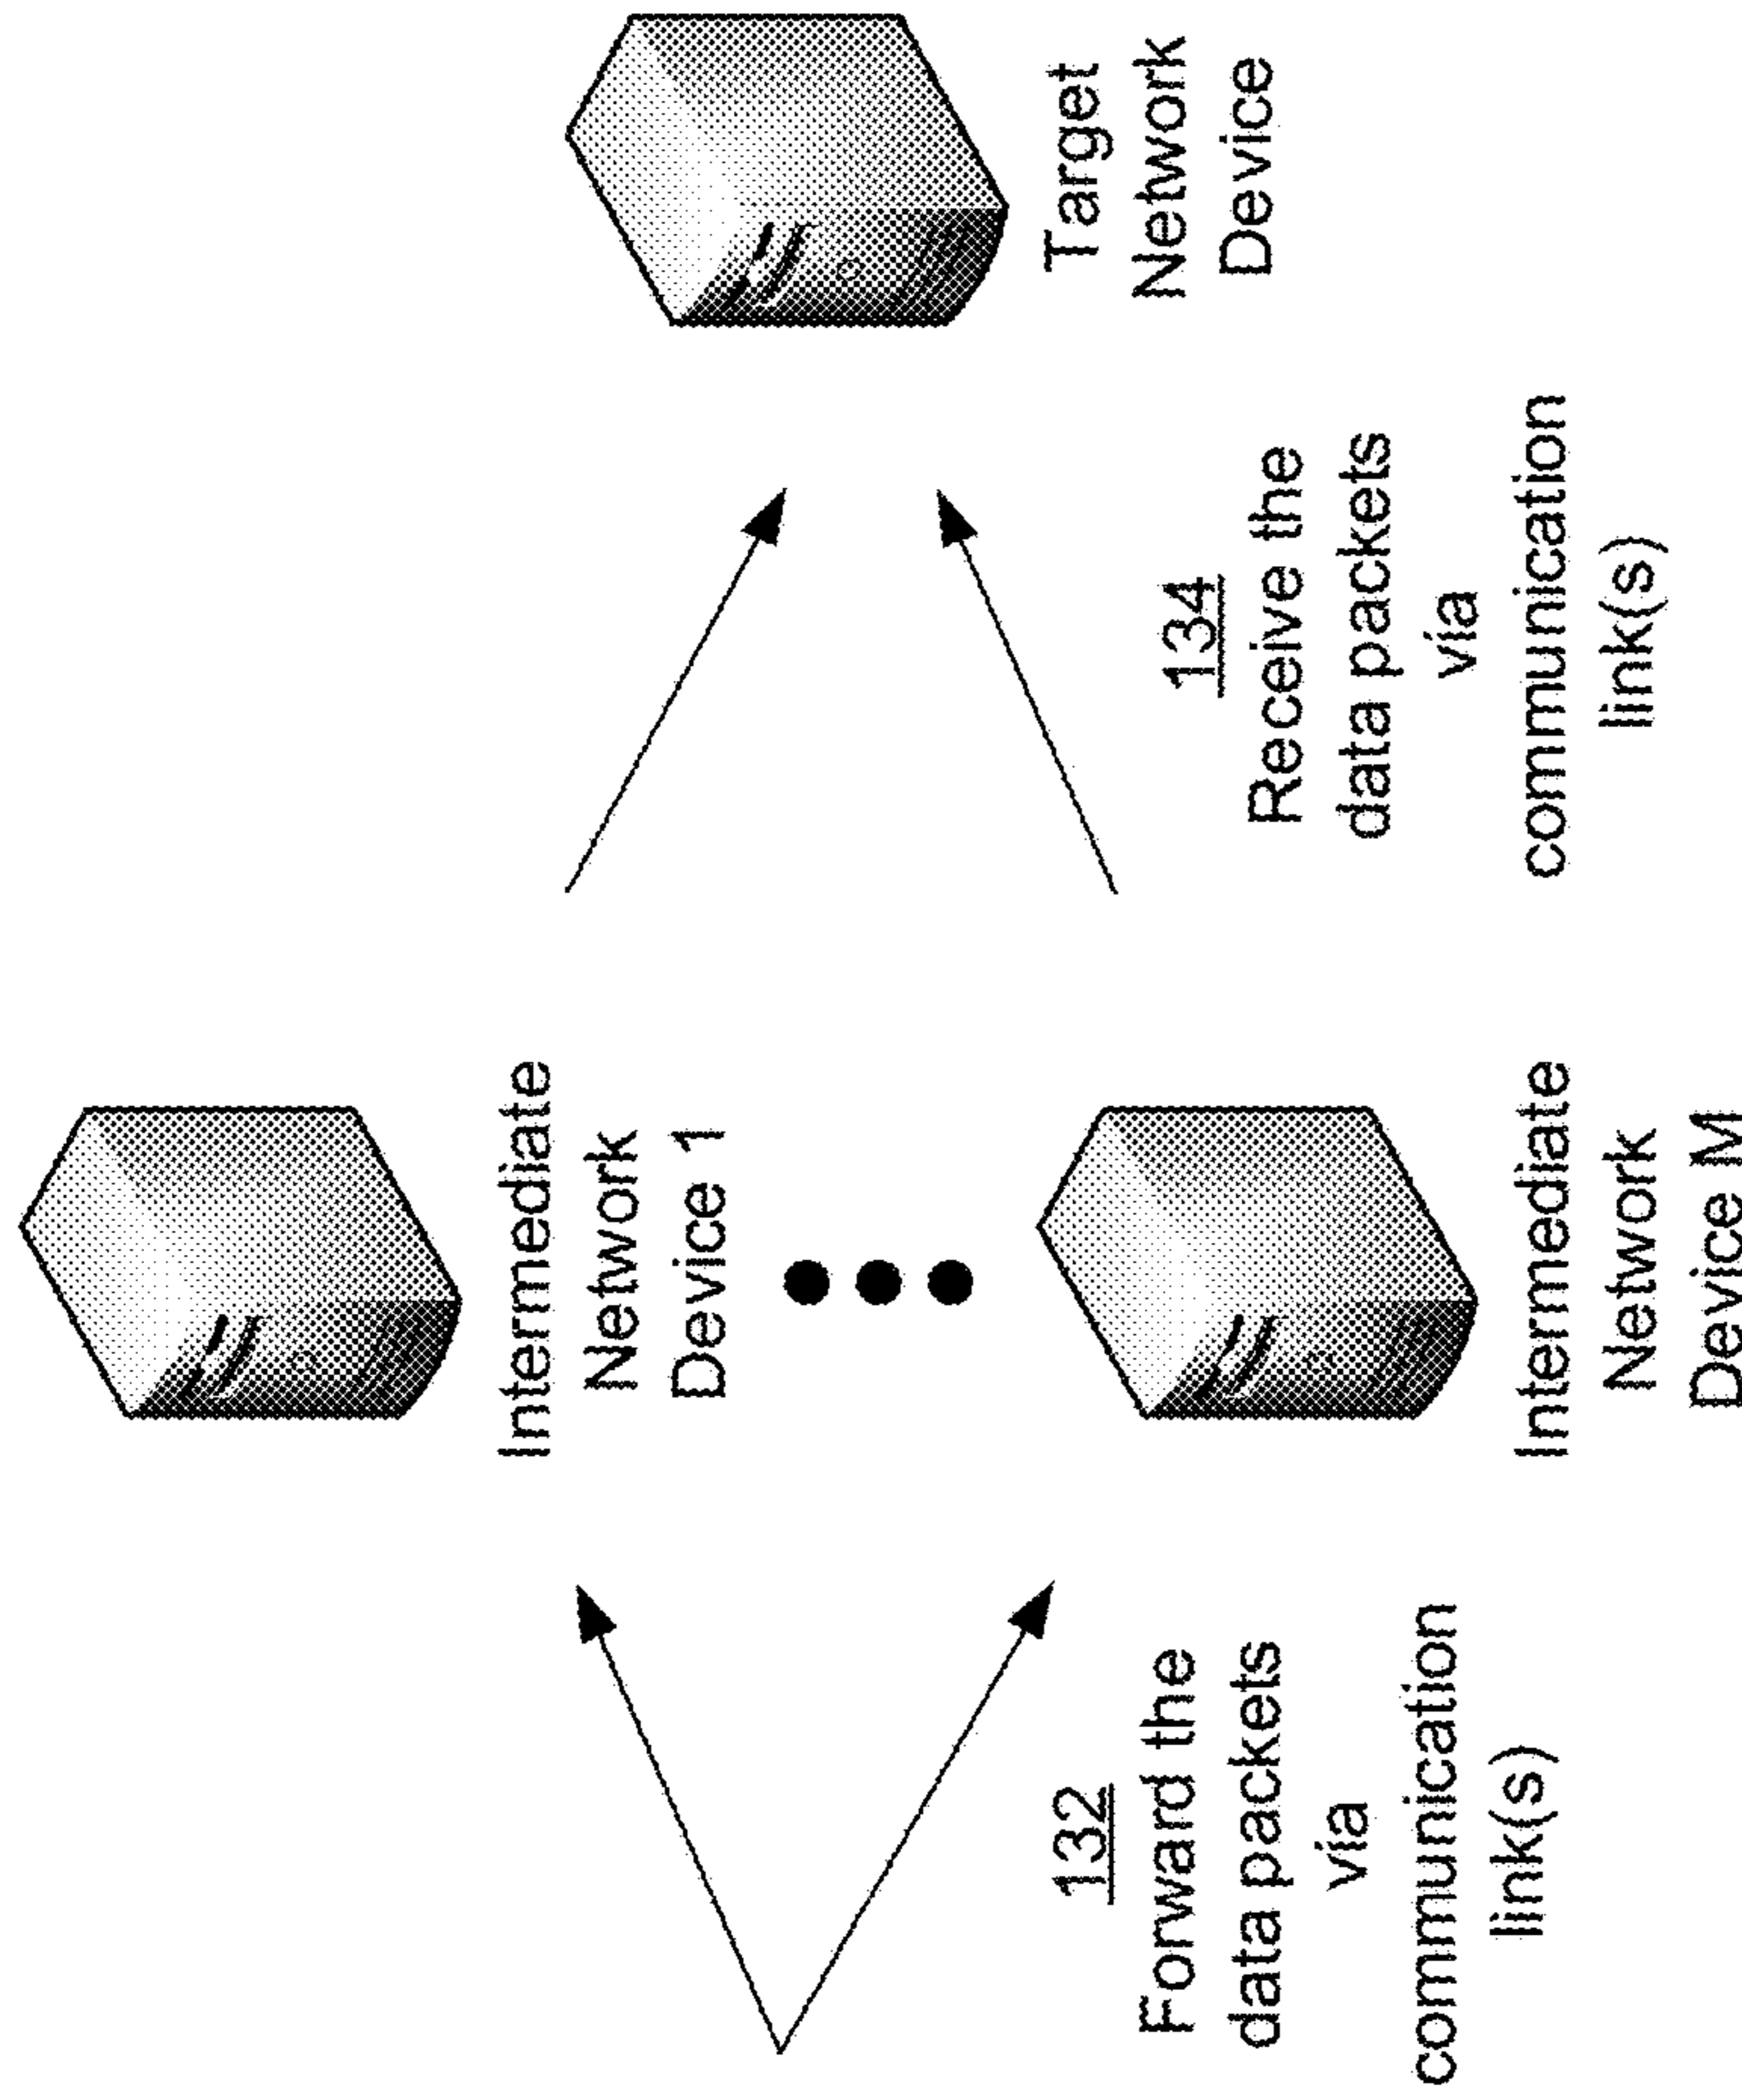 132
Forward the
data packets
via
communication
link(s)
Intermediate
Network
Device 1
Intermediate
Network
Device M
134
Receive the
data packets
via
communication
link(s)
Target
Network
Device